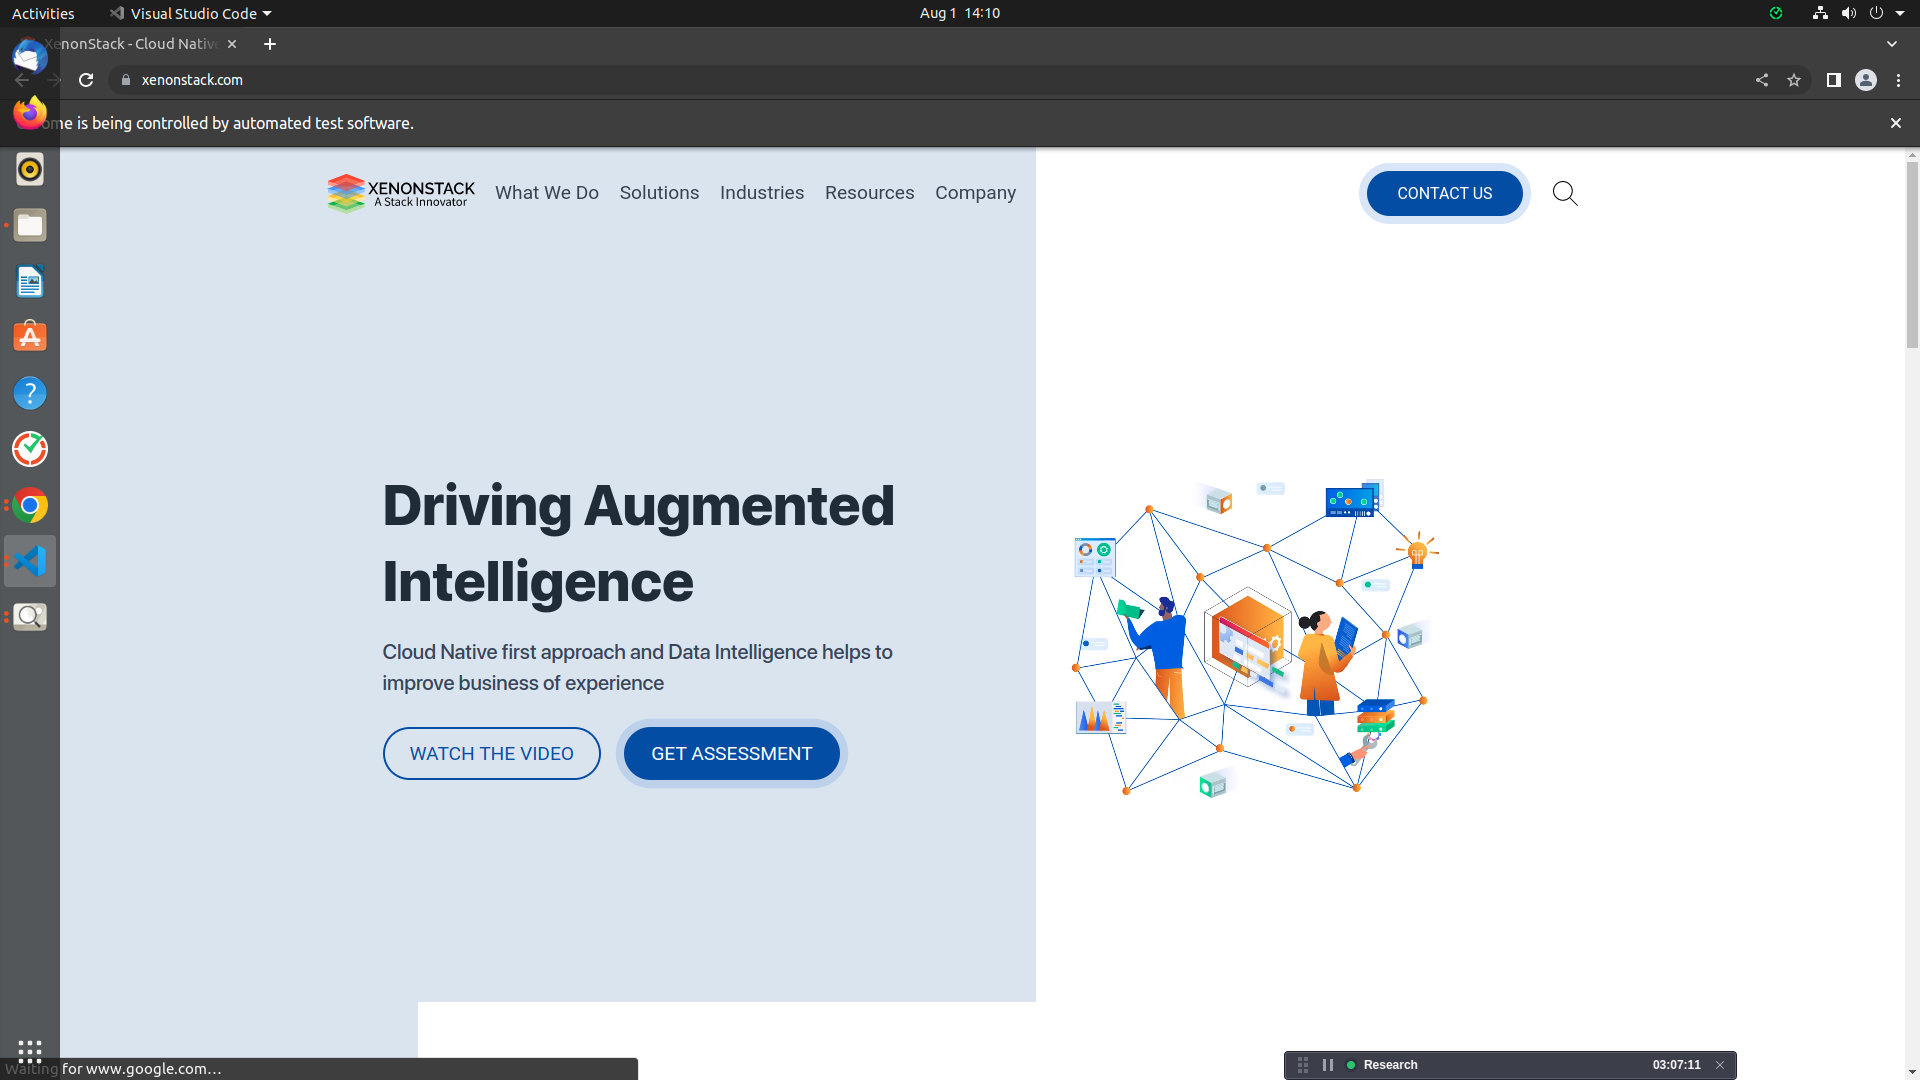 Activities
Visual Studio Code
Aug 1 14:10
XenonStack - Cloud Native
xenonstack.com
me is being controlled by automated test software.
XENONSTACK
A Stack Innovator
What We Do
Solutions
Industries
Resources
Company
CONTACT US
Driving Augmented
Intelligence
Cloud Native first approach and Data Intelligence helps to
improve business of experience
WATCH THE VIDEO
GET ASSESSMENT
Waiting for www.google.com…
Research
03:07:11